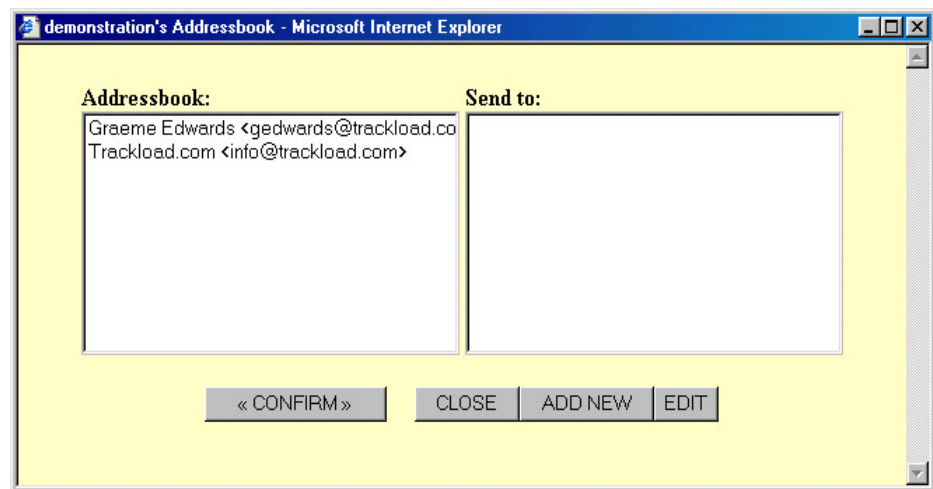 demonstration's Addressbook - Microsoft Internet Explorer
Addressbook:
Send to:
Graeme Edwards <gedwards@trackload.co
Trackload.com <info@trackload.com>
« CONFIRM »
CLOSE
ADD NEW
EDIT